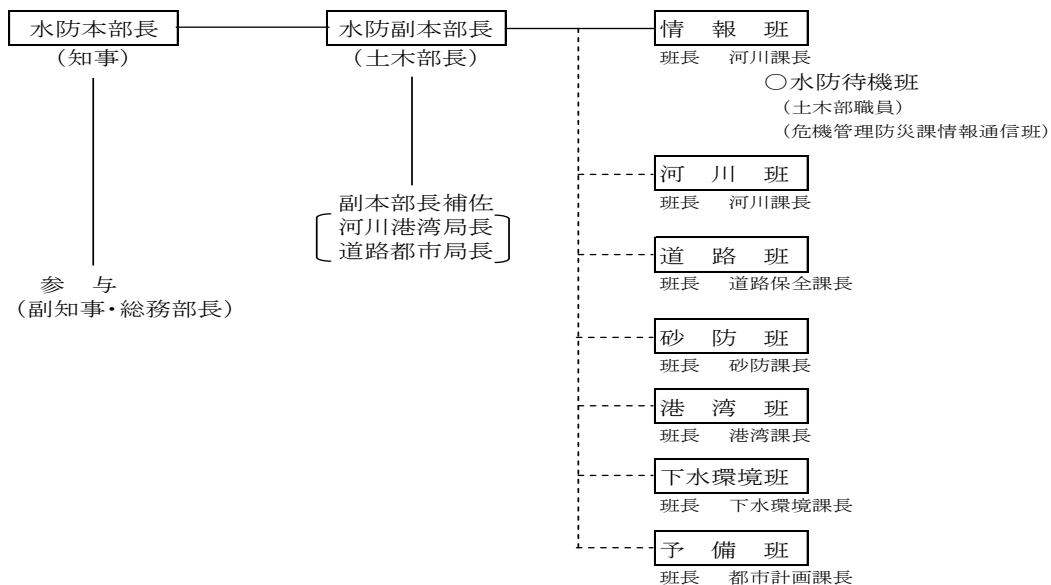 水防本部長
(知事)
参 与
(副知事・総務部長)
水防副本部長
(土木部長)
副本部長補佐
河川港湾局長
道路都市局長
情 報 班
班長 河川課長
○水防待機班
(土木部職員)
(危機管理防災課情報通信班)
河 川 班
班長 河川課長
道 路 班
班長 道路保全課長
砂 防 班
班長 砂防課長
港 湾 班
班長 港湾課長
下水環境班
班長 下水環境課長
予 備 班
班長 都市計画課長